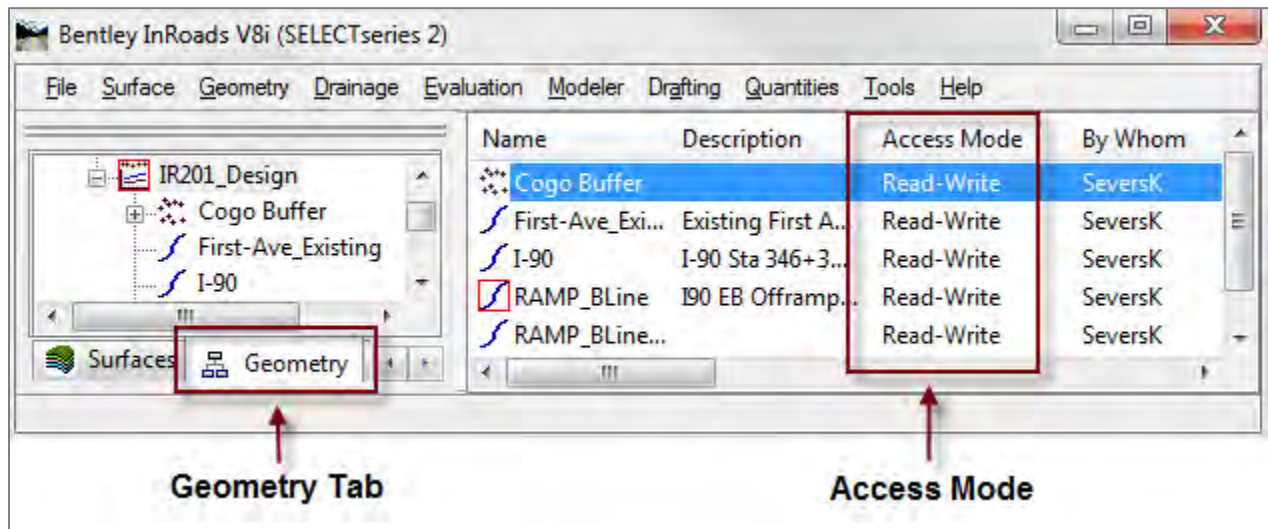 Bentley InRoads V8i (SELECTseries 2)
File Surface Geometry Drainage Evaluation Modeler Drafting Quantities Tools Help
IR201_Design
Cogo Buffer
First-Ave_Existing
I-90
Surfaces Geometry
Name Description Access Mode By Whom
Cogo Buffer Read-Write SeversK
First-Ave_Exi... Existing First A... Read-Write SeversK
I-90 I-90 Sta 346+3... Read-Write SeversK
RAMP_BLine I90 EB Offramp... Read-Write SeversK
RAMP_BLine... Read-Write SeversK
Geometry Tab
Access Mode